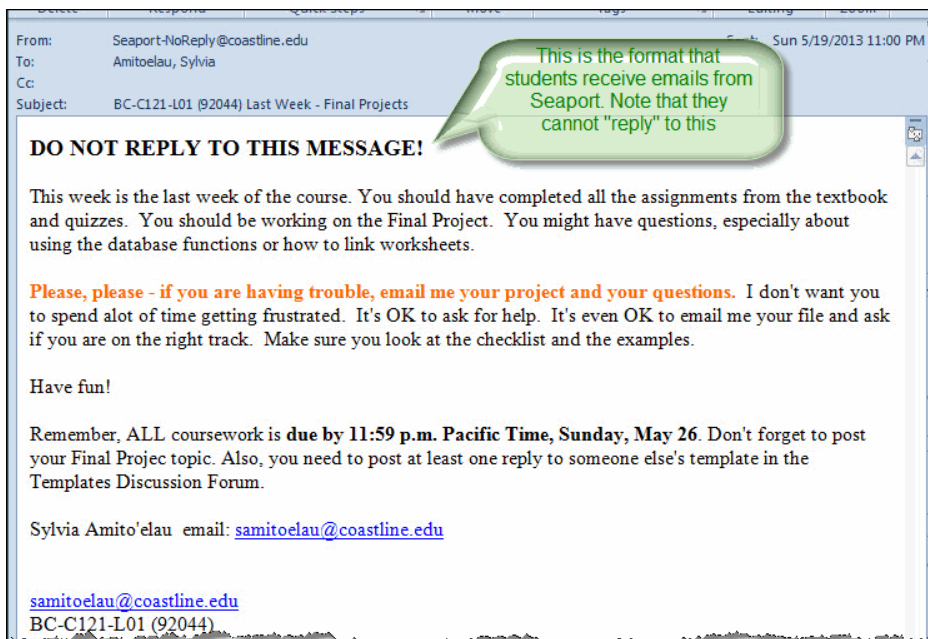 Delete Respond Quick Steps Move Tags Editing Zoom
From: Seaport-NoReply@coastline.edu Sent: Sun 5/19/2013 11:00 PM
To: Amitoelau, Sylvia
Cc:
Subject: BC-C121-L01 (92044) Last Week - Final Projects
This is the format that
students receive emails from
Seaport. Note that they
cannot "reply" to this
DO NOT REPLY TO THIS MESSAGE!
This week is the last week of the course. You should have completed all the assignments from the textbook
and quizzes. You should be working on the Final Project. You might have questions, especially about
using the database functions or how to link worksheets.
Please, please - if you are having trouble, email me your project and your questions. I don't want you
to spend alot of time getting frustrated. It's OK to ask for help. It's even OK to email me your file and ask
if you are on the right track. Make sure you look at the checklist and the examples.
Have fun!
Remember, ALL coursework is due by 11:59 p.m. Pacific Time, Sunday, May 26. Don't forget to post
your Final Projec topic. Also, you need to post at least one reply to someone else's template in the
Templates Discussion Forum.
Sylvia Amito'elau email: samitoelau@coastline.edu
samitoelau@coastline.edu
BC-C121-L01 (92044)